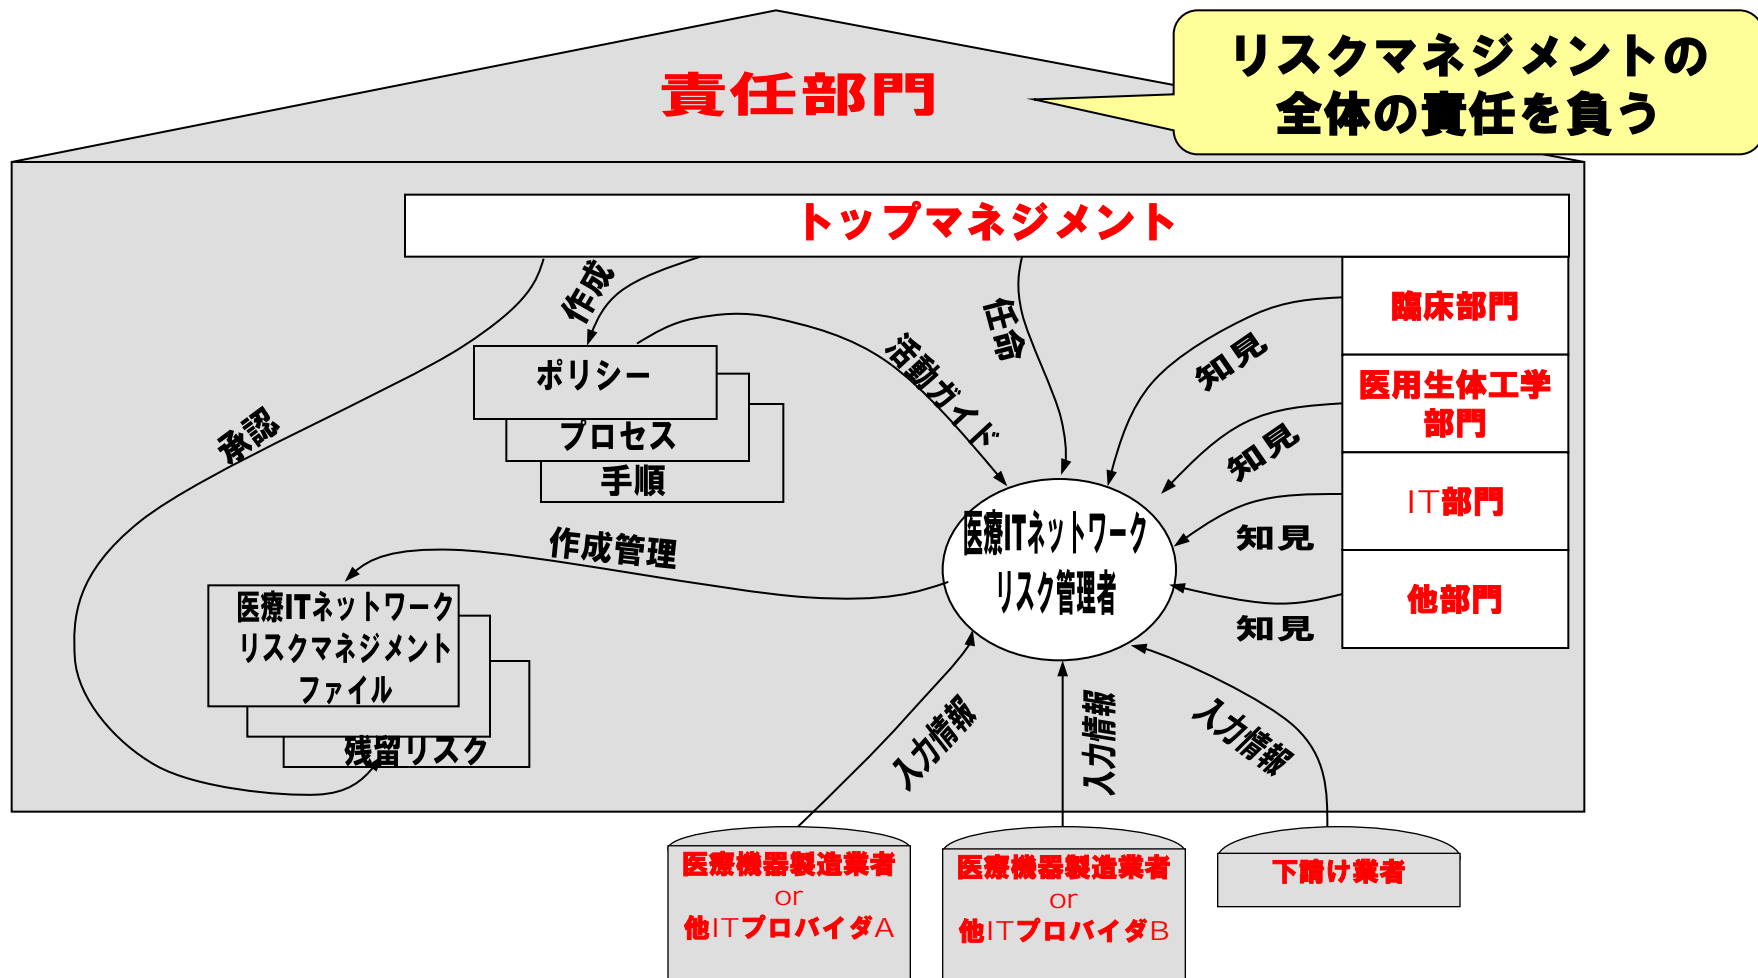 リスクマネジメントの
全体の責任を負う
責任部門
トップマネジメント
作成
任命
臨床部門
知見
ポリシー
活動ガイド
医用生体工学
部門
承認
プロセス
知見
手順
IT部門
作成管理
医療ITネットワーク
リスク管理者
知見
医療ITネットワーク
リスクマネジメント
ファイル
他部門
知見
残留リスク
入力情報
入力情報
入力情報
医療機器製造業者
or
他ITプロバイダA
医療機器製造業者
or
他ITプロバイダB
下請け業者